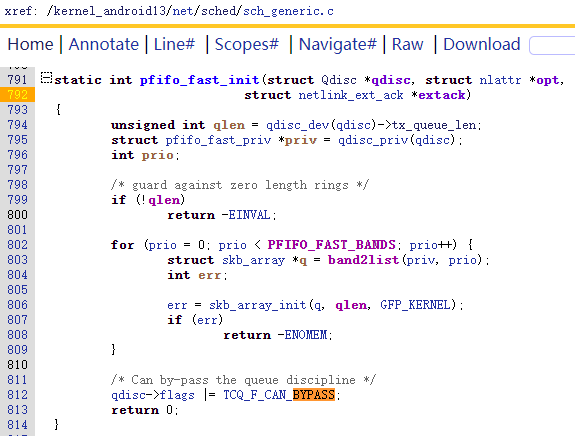 xref: /kernel_android13/net/sched/sch_generic.c
Home | Annotate | Line# | Scopes# | Navigate# | Raw | Download
791 static int pfifo_fast_init(struct Qdisc *qdisc, struct nlattr *opt,
792 struct netlink_ext_ack *extack)
793 {
794 unsigned int qlen = qdisc_dev(qdisc)->tx_queue_len;
795 struct pfifo_fast_priv *priv = qdisc_priv(qdisc);
796 int prio;
797
798 /* guard against zero length rings */
799 if (!qlen)
800 return -EINVAL;
801
802 for (prio = 0; prio < PFIFO_FAST_BANDS; prio++) {
803 struct skb_array *q = band2list(priv, prio);
804 int err;
805
806 err = skb_array_init(q, qlen, GFP_KERNEL);
807 if (err)
808 return -ENOMEM;
809 }
810
811 /* Can by-pass the queue discipline */
812 qdisc->flags |= TCQ_F_CAN_BYPASS;
813 return 0;
814 }